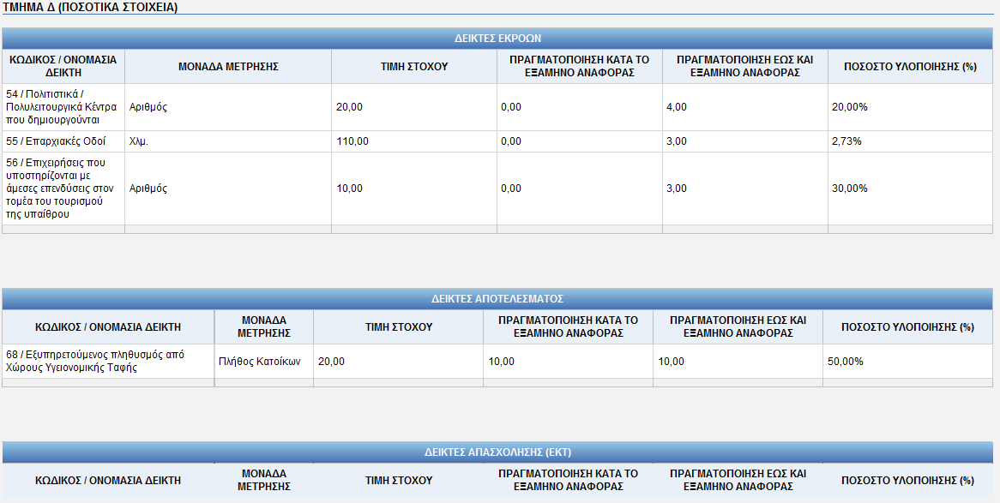 ΤΜΗΜΑ Δ (ΠΟΣΟΤΙΚΑ ΣΤΟΙΧΕΙΑ)
ΔΕΙΚΤΕΣ ΕΚΡΟΩΝ
ΚΩΔΙΚΟΣ / ΟΝΟΜΑΣΙΑ
ΔΕΙΚΤΗ
ΜΟΝΑΔΑ ΜΕΤΡΗΣΗΣ
ΤΙΜΗ ΣΤΟΧΟΥ
ΠΡΑΓΜΑΤΟΠΟΙΗΣΗ ΚΑΤΑ ΤΟ
ΕΞΑΜΗΝΟ ΑΝΑΦΟΡΑΣ
ΠΡΑΓΜΑΤΟΠΟΙΗΣΗ ΕΩΣ ΚΑΙ
ΕΞΑΜΗΝΟ ΑΝΑΦΟΡΑΣ
ΠΟΣΟΣΤΟ ΥΛΟΠΟΙΗΣΗΣ (%)
54 / Πολιτιστικά /
Πολυλειτουργικά Κέντρα
που δημιουργούνται
Αριθμός
20,00
0,00
4,00
20,00%
55 / Επαρχιακές Οδοί
Χλμ.
110,00
0,00
3,00
2,73%
56 / Επιχειρήσεις που
υποστηρίζονται με
άμεσες επενδύσεις στον
τομέα του τουρισμού
της υπαίθρου
Αριθμός
10,00
0,00
3,00
30,00%
ΔΕΙΚΤΕΣ ΑΠΟΤΕΛΕΣΜΑΤΟΣ
ΚΩΔΙΚΟΣ / ΟΝΟΜΑΣΙΑ ΔΕΙΚΤΗ
ΜΟΝΑΔΑ
ΜΕΤΡΗΣΗΣ
ΤΙΜΗ ΣΤΟΧΟΥ
ΠΡΑΓΜΑΤΟΠΟΙΗΣΗ ΚΑΤΑ ΤΟ
ΕΞΑΜΗΝΟ ΑΝΑΦΟΡΑΣ
ΠΡΑΓΜΑΤΟΠΟΙΗΣΗ ΕΩΣ ΚΑΙ
ΕΞΑΜΗΝΟ ΑΝΑΦΟΡΑΣ
ΠΟΣΟΣΤΟ ΥΛΟΠΟΙΗΣΗΣ (%)
68 / Εξυπηρετούμενος πληθυσμός από
Χώρους Υγειονομικής Ταφής
Πλήθος Κατοίκων
20,00
10,00
10,00
50,00%
ΔΕΙΚΤΕΣ ΑΠΑΣΧΟΛΗΣΗΣ (ΕΚΤ)
ΚΩΔΙΚΟΣ / ΟΝΟΜΑΣΙΑ ΔΕΙΚΤΗ
ΜΟΝΑΔΑ
ΜΕΤΡΗΣΗΣ
ΤΙΜΗ ΣΤΟΧΟΥ
ΠΡΑΓΜΑΤΟΠΟΙΗΣΗ ΚΑΤΑ ΤΟ
ΕΞΑΜΗΝΟ ΑΝΑΦΟΡΑΣ
ΠΡΑΓΜΑΤΟΠΟΙΗΣΗ ΕΩΣ ΚΑΙ
ΕΞΑΜΗΝΟ ΑΝΑΦΟΡΑΣ
ΠΟΣΟΣΤΟ ΥΛΟΠΟΙΗΣΗΣ (%)